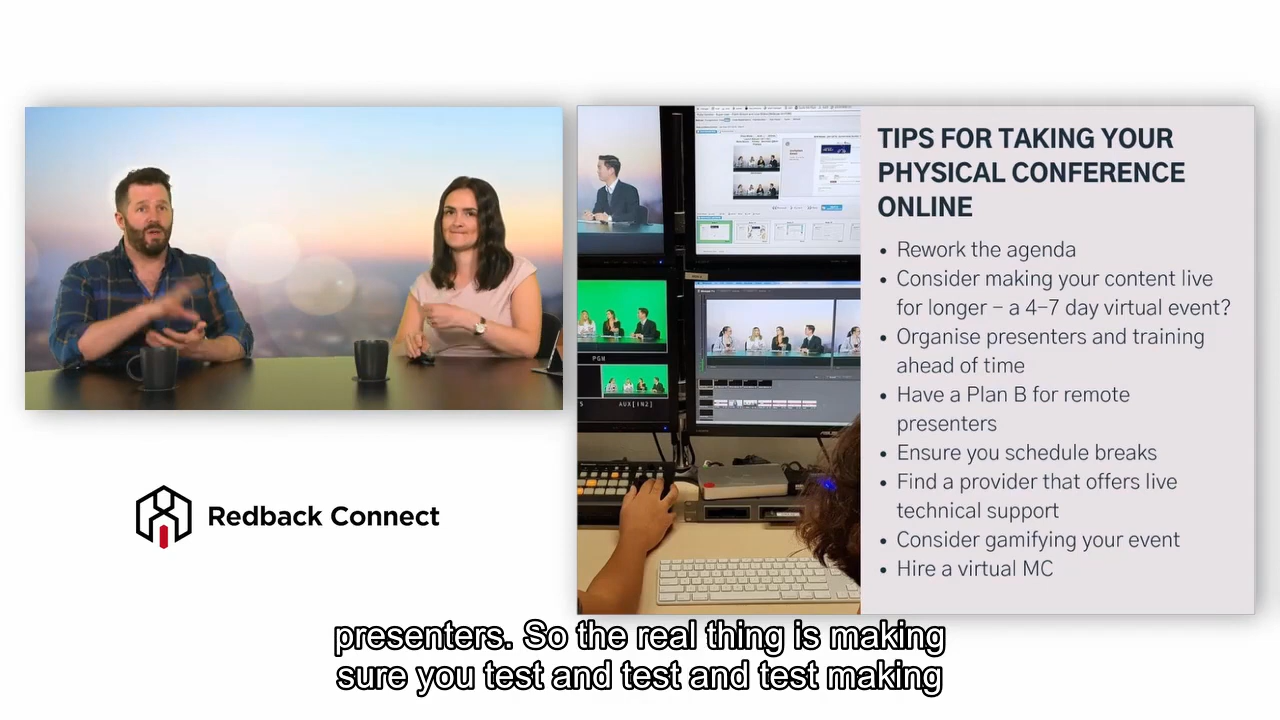 TIPS FOR TAKING YOUR
PHYSICAL CONFERENCE
ONLINE
• Rework the agenda
• Consider making your content live
for longer – a 4–7 day virtual event?
• Organise presenters and training
ahead of time
• Have a Plan B for remote
presenters
• Ensure you schedule breaks
• Find a provider that offers live
technical support
• Consider gamifying your event
• Hire a virtual MC
PGM
AUX[IN2]
Redback Connect
presenters. So the real thing is making
sure you test and test and test making